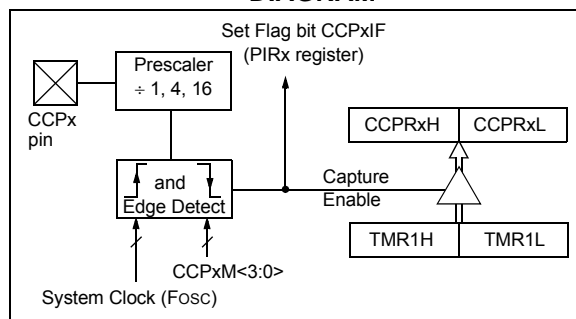 DIAGRAM
Set Flag bit CCPxIF
(PIRx register)
Prescaler
÷ 1, 4, 16
CCPx
pin
CCPRxH
CCPRxL
and
Edge Detect
Capture
Enable
TMR1H
TMR1L
CCPxM<3:0>
System Clock (FOSC)